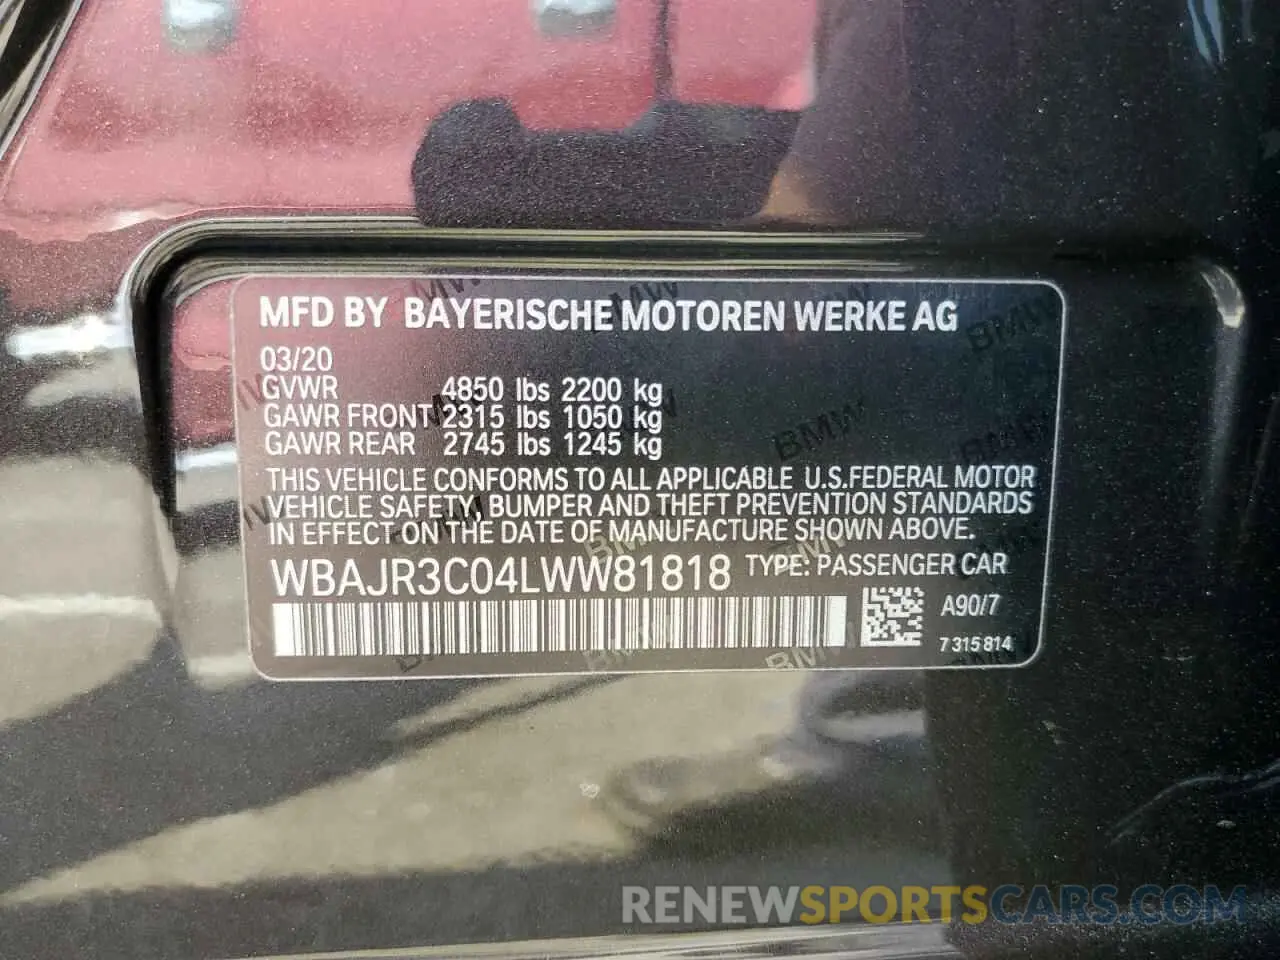 MFD BY BAYERISCHE MOTOREN WERKE AG
03/20
GVWR 4850 lbs 2200 kg
GAWR FRONT 2315 lbs 1050 kg
GAWR REAR 2745 lbs 1245 kg
THIS VEHICLE CONFORMS TO ALL APPLICABLE U.S.FEDERAL MOTOR
VEHICLE SAFETY, BUMPER AND THEFT PREVENTION STANDARDS
IN EFFECT ON THE DATE OF MANUFACTURE SHOWN ABOVE.
WBAJR3C04LWW81818 TYPE: PASSENGER CAR
A90/7
7315814
RENEWSPORTSCARS.COM